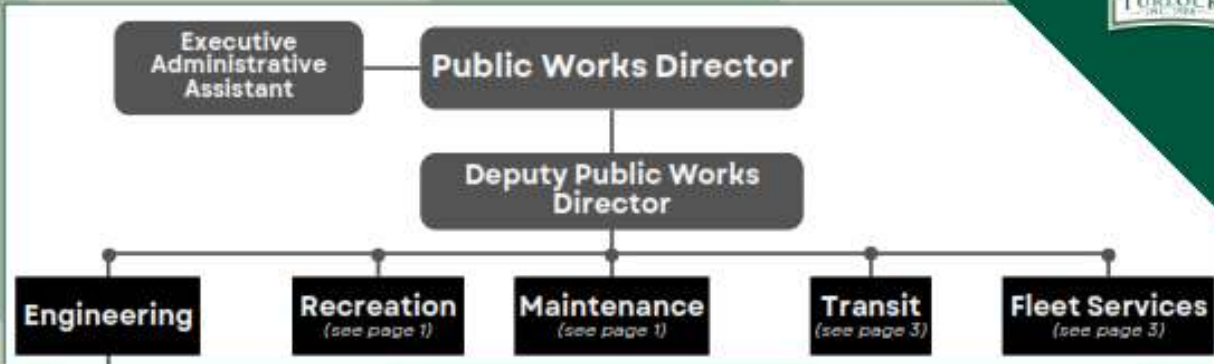 TURLOCK
Executive
Administrative
Assistant
Public Works Director
Deputy Public Works
Director
Engineering
Recreation
(see page 1)
Maintenance
(see page 1)
Transit
(see page 3)
Fleet Services
(see page 3)